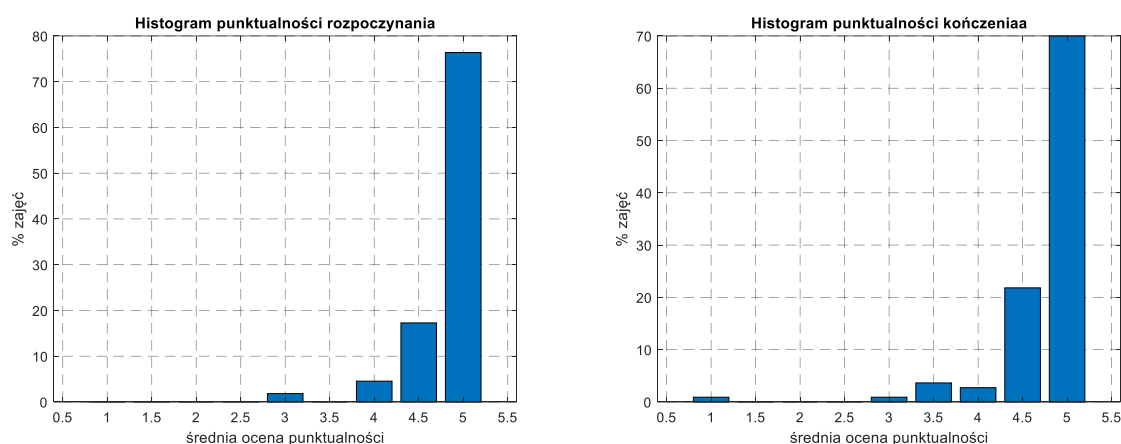 Histogram punktualności rozpoczynania
80
70
60
50
40
30
20
10
0
% zajęć
0.5 1 1.5 2 2.5 3 3.5 4 4.5 5 5.5
średnia ocena punktualności
Histogram punktualności kończeniaa
70
60
50
40
30
20
10
0
% zajęć
0.5 1 1.5 2 2.5 3 3.5 4 4.5 5 5.5
średnia ocena punktualności